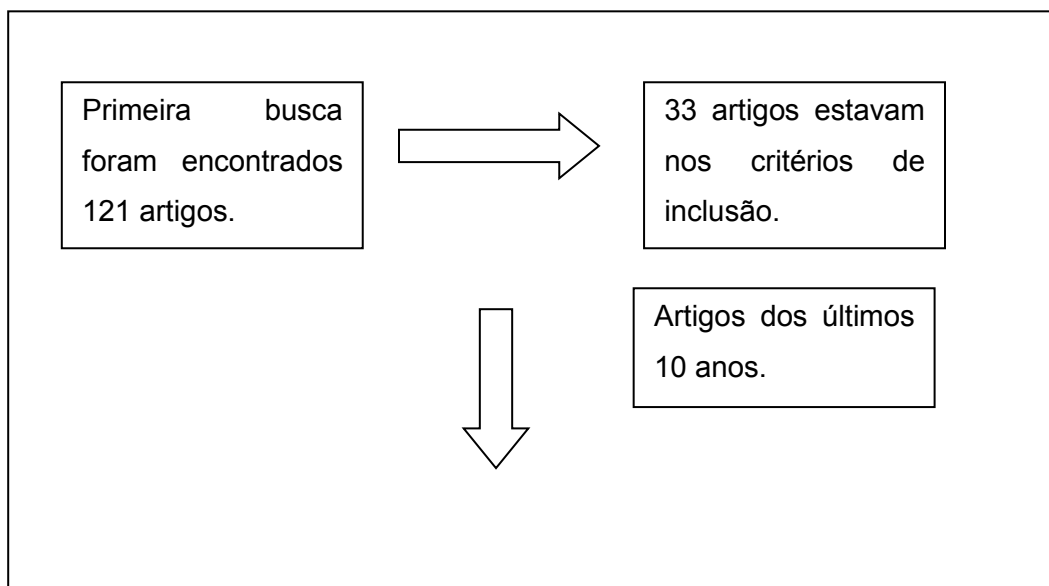 Primeira busca
foram encontrados
121 artigos.
33 artigos estavam
nos critérios de
inclusão.
Artigos dos últimos
10 anos.